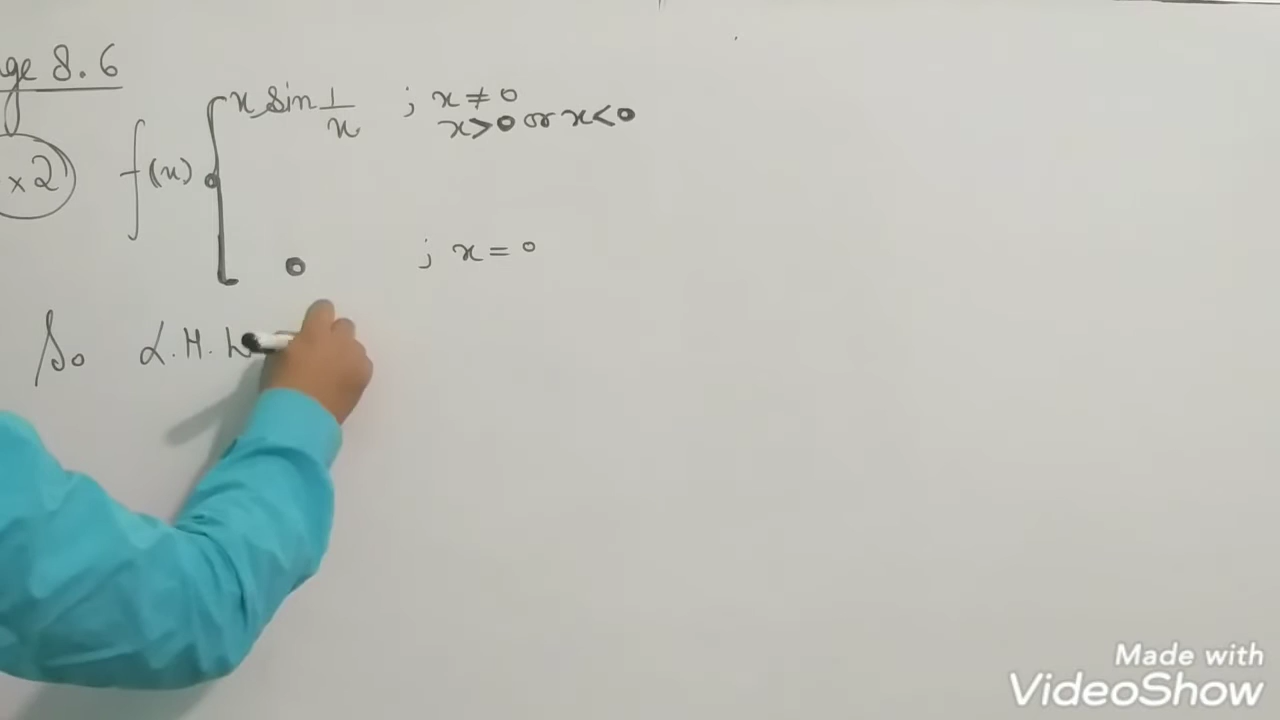 ge 8.6
x2
f(x) x sin 1/x ; x ≠ 0
x>0 or x<0
0 ; x = 0
So L.H.L
Made with
VideoShow